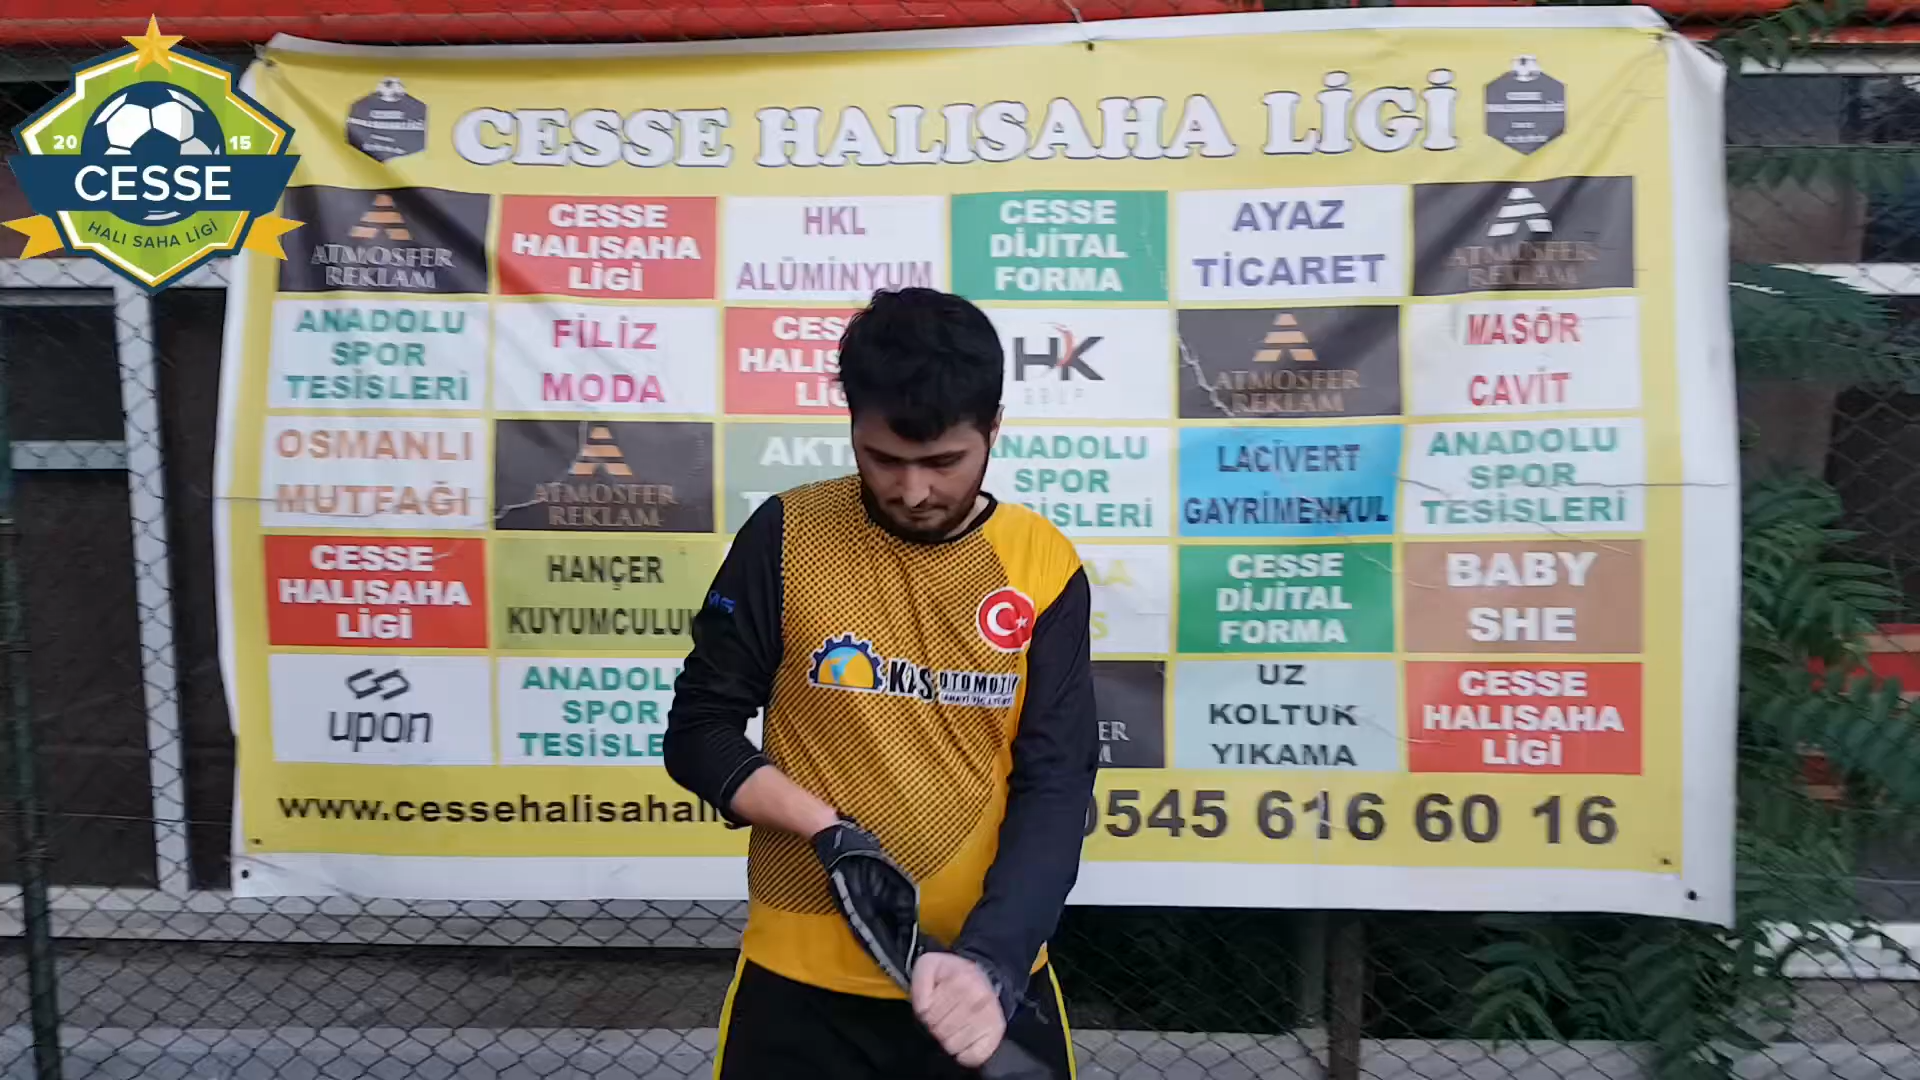 20 15
CESSE
HALI SAHA LİGİ
CESSE HALISAHA LİGİ
ATMOSFER
REKLAM
CESSE
HALISAHA
LİGİ
HKL
ALÜMİNYUM
CESSE
DİJİTAL
FORMA
AYAZ
TİCARET
ATMOSFER
REKLAM
ANADOLU
SPOR
TESİSLERİ
FİLİZ
MODA
HK
GRUP
ATMOSFER
REKLAM
MASÖR
CAVİT
OSMANLI
MUTFAĞI
ATMOSFER
REKLAM
ANADOLU
SPOR
LACİVERT
GAYRİMENKUL
ANADOLU
SPOR
TESİSLERİ
CESSE
HALISAHA
LİGİ
HANÇER
CESSE
DİJİTAL
FORMA
BABY
SHE
upon
SPOR
UZ
KOLTUK
YIKAMA
CESSE
HALISAHA
LİGİ
OTOMOTİV
0545 616 60 16